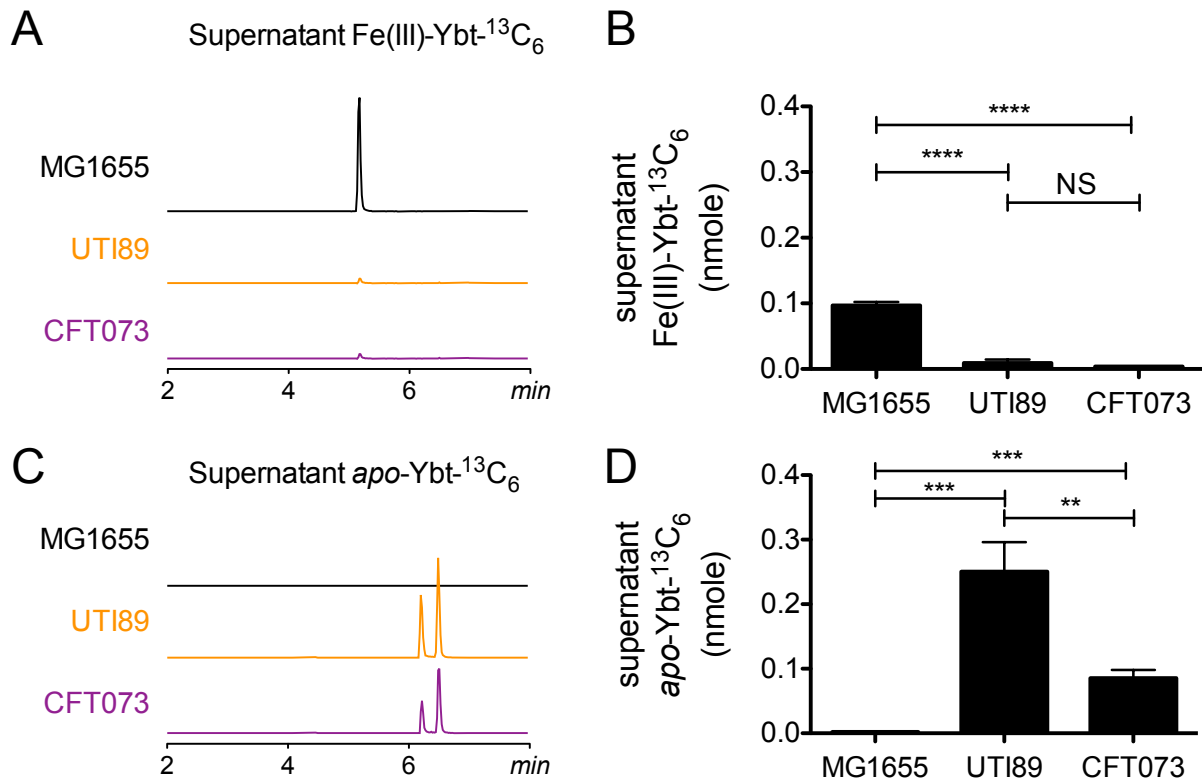 A
Supernatant Fe(III)-Ybt-¹³C₆
MG1655
UTI89
CFT073
2 4 6 min
B
supernatant
Fe(III)-Ybt-¹³C₆
(nmole)
0.4
0.3
0.2
0.1
0.0
****
****
NS
MG1655 UTI89 CFT073
C
Supernatant apo-Ybt-¹³C₆
MG1655
UTI89
CFT073
2 4 6 min
D
supernatant
apo-Ybt-¹³C₆
(nmole)
0.4
0.3
0.2
0.1
0.0
***
***
**
MG1655 UTI89 CFT073